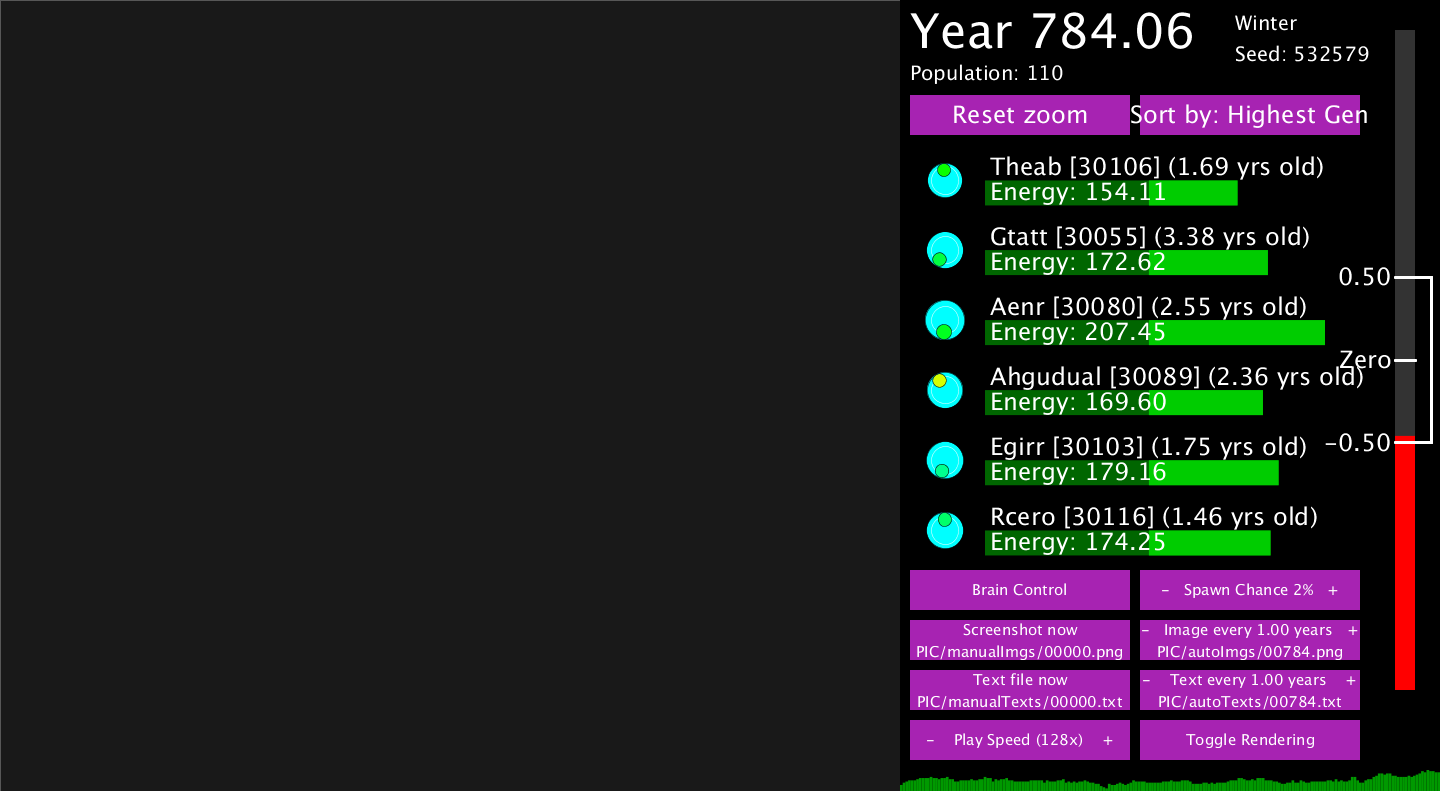 Year 784.06
Winter
Seed: 532579
Population: 110
Reset zoom
Sort by: Highest Gen
Theab [30106] (1.69 yrs old)
Energy: 154.11
Gtatt [30055] (3.38 yrs old)
Energy: 172.62
0.50
Aenr [30080] (2.55 yrs old)
Energy: 207.45
Zero
Ahgudual [30089] (2.36 yrs old)
Energy: 169.60
-0.50
Egirr [30103] (1.75 yrs old)
Energy: 179.16
Rcero [30116] (1.46 yrs old)
Energy: 174.25
Brain Control
- Spawn Chance 2% +
Screenshot now
PIC/manualImgs/00000.png
- Image every 1.00 years +
PIC/autoImgs/00784.png
Text file now
PIC/manualTexts/00000.txt
- Text every 1.00 years +
PIC/autoTexts/00784.txt
- Play Speed (128x) +
Toggle Rendering